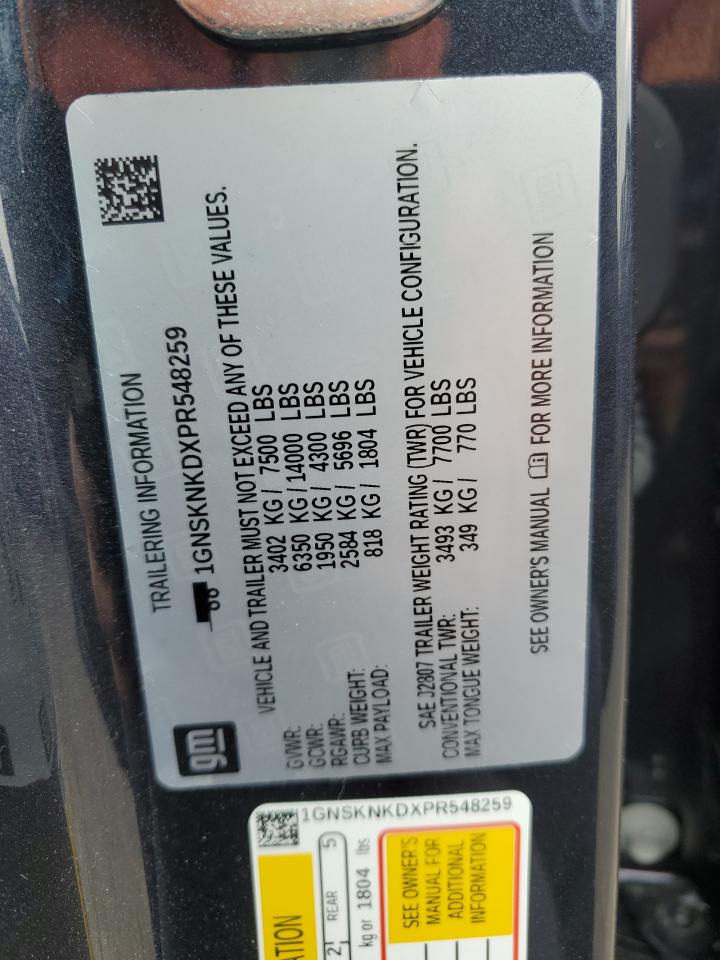 TRAILERING INFORMATION
1GNSKNKDXPR548259
gm
VEHICLE AND TRAILER MUST NOT EXCEED ANY OF THESE VALUES.
GVWR: 3402 KG / 7500 LBS
GCWR: 6350 KG / 14000 LBS
RGAWR: 1950 KG / 4300 LBS
CURB WEIGHT: 2584 KG / 5696 LBS
MAX PAYLOAD: 818 KG / 1804 LBS
SAE J2807 TRAILER WEIGHT RATING (TWR) FOR VEHICLE CONFIGURATION.
CONVENTIONAL TWR: 3493 KG / 7700 LBS
MAX TONGUE WEIGHT: 349 KG / 770 LBS
SEE OWNER'S MANUAL FOR MORE INFORMATION
1GNSKNKDXPR548259
2 REAR 5
kg or 1804 lbs
SEE OWNER'S
MANUAL FOR
ADDITIONAL
INFORMATION